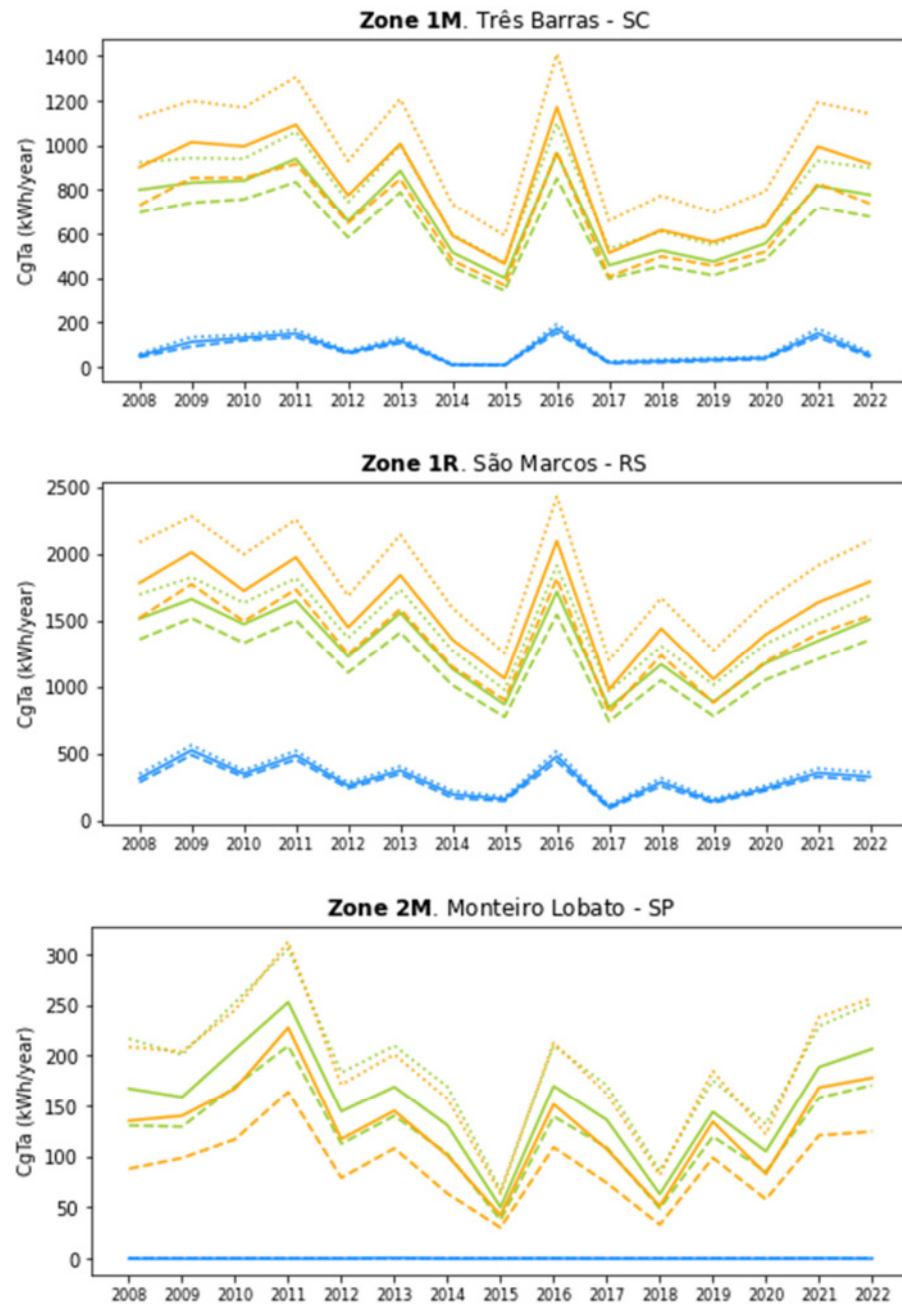 Zone 1M. Três Barras - SC
1400
1200
1000
800
600
400
200
0
CgTa (kWh/year)
2008 2009 2010 2011 2012 2013 2014 2015 2016 2017 2018 2019 2020 2021 2022
Zone 1R. São Marcos - RS
2500
2000
1500
1000
500
0
CgTa (kWh/year)
2008 2009 2010 2011 2012 2013 2014 2015 2016 2017 2018 2019 2020 2021 2022
Zone 2M. Monteiro Lobato - SP
300
250
200
150
100
50
0
CgTa (kWh/year)
2008 2009 2010 2011 2012 2013 2014 2015 2016 2017 2018 2019 2020 2021 2022